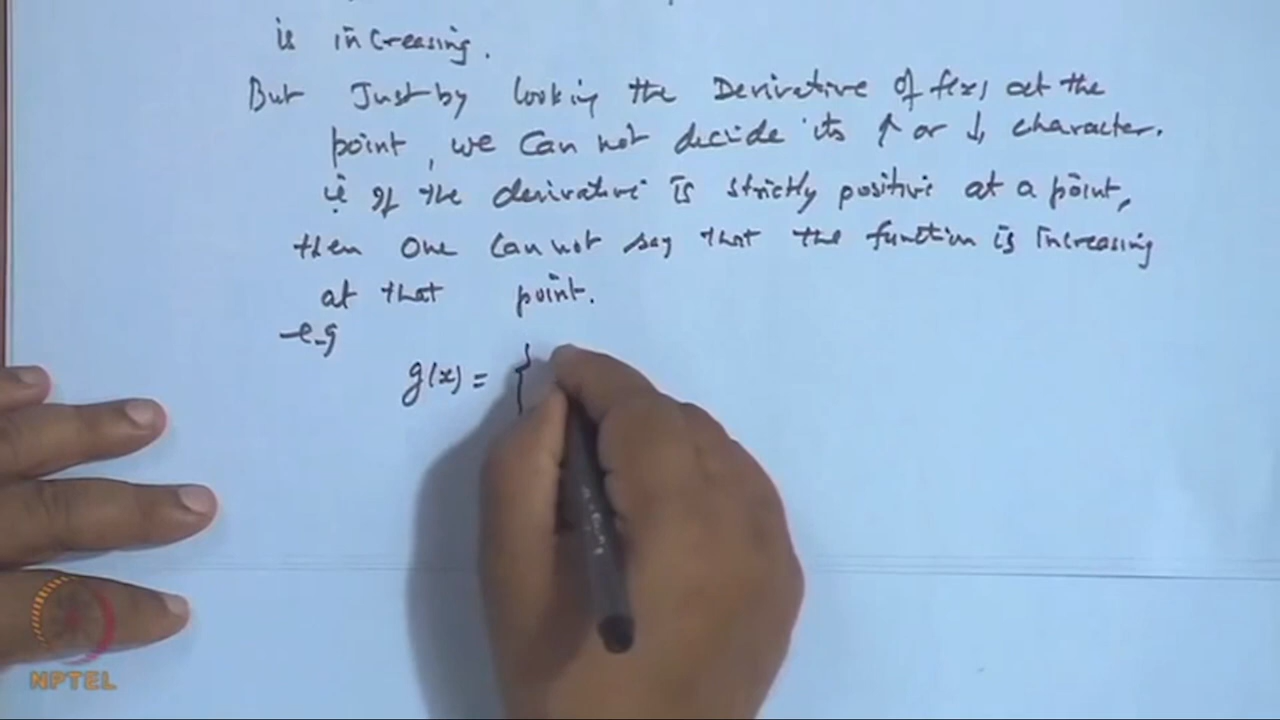 is increasing.
But Just by looking the Derivative of f(x) at the
point, we can not decide its ↑ or ↓ character.
ie if the derivative is strictly positive at a point,
then one can not say that the function is increasing
at that point.
e.g
g(x) = {
NPTEL